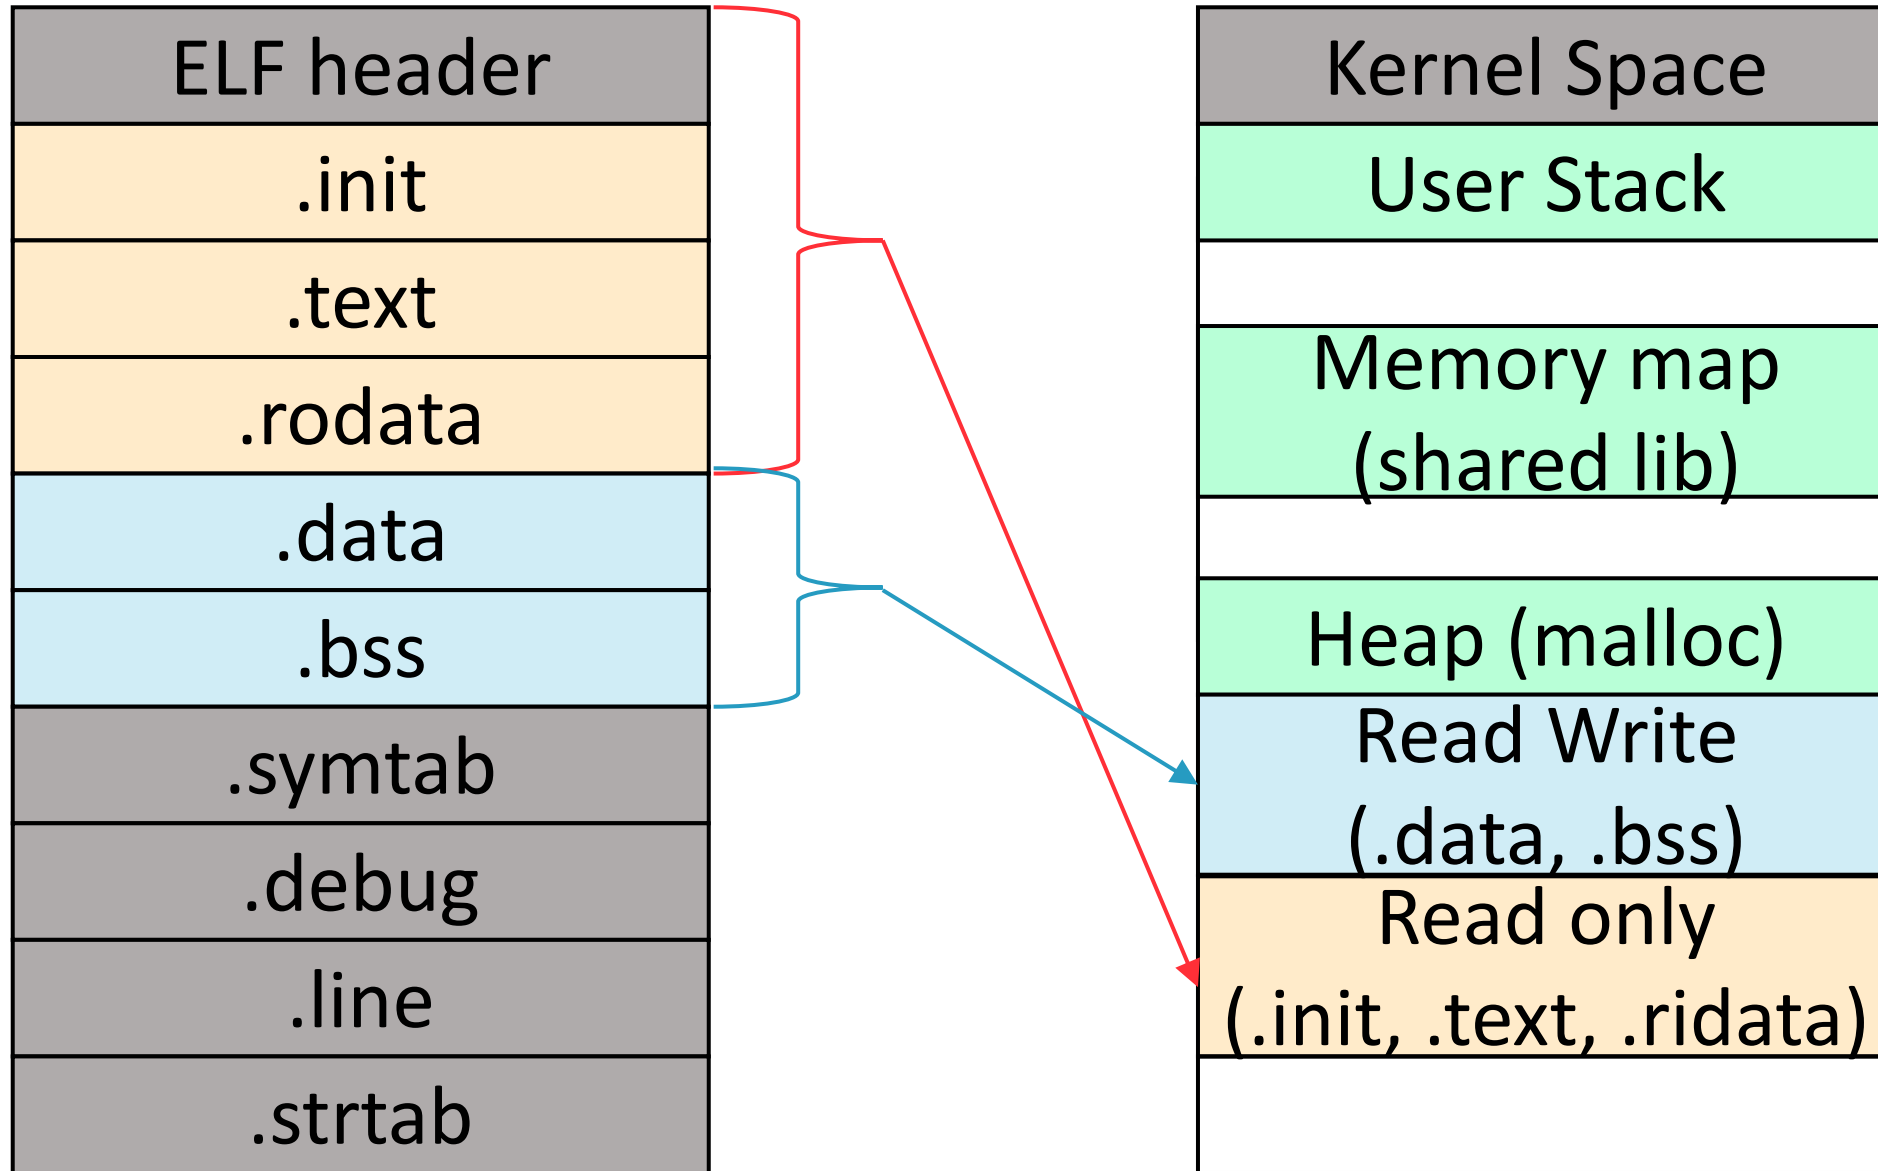 ELF header
.init
.text
.rodata
.data
.bss
.symtab
.debug
.line
.strtab
Kernel Space
User Stack
Memory map
(shared lib)
Heap (malloc)
Read Write
(.data, .bss)
Read only
(.init, .text, .ridata)